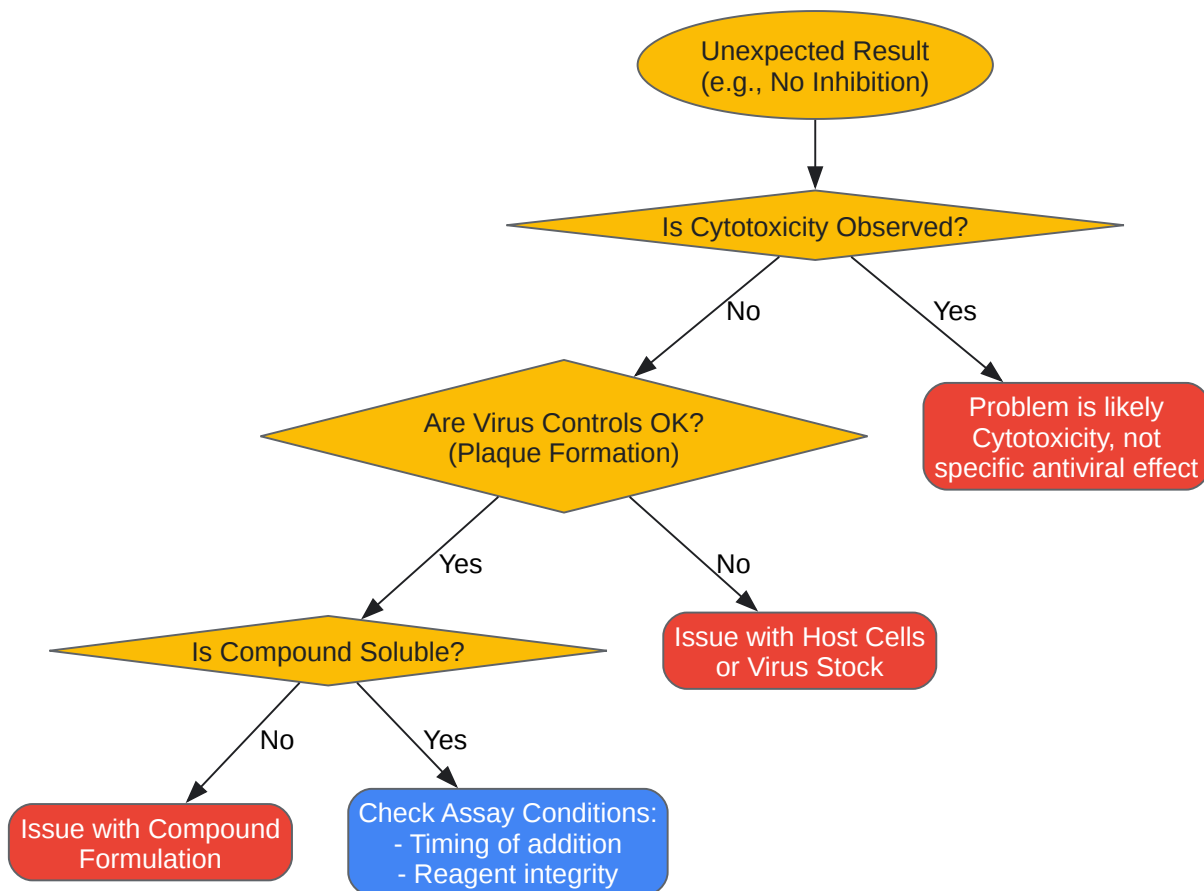 Unexpected Result
(e.g., No Inhibition)
Is Cytotoxicity Observed?
No
Yes
Are Virus Controls OK?
(Plaque Formation)
Problem is likely
Cytotoxicity, not
specific antiviral effect
Yes
No
Is Compound Soluble?
Issue with Host Cells
or Virus Stock
No
Yes
Issue with Compound
Formulation
Check Assay Conditions:
- Timing of addition
- Reagent integrity